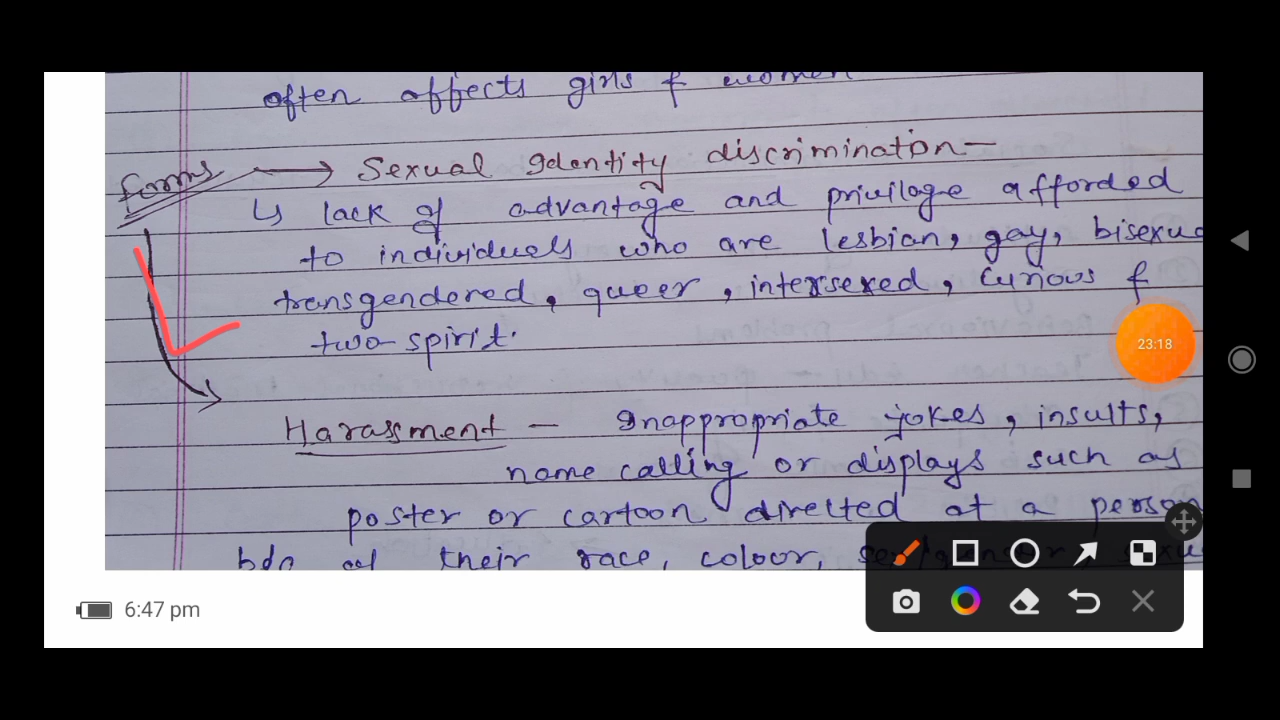 often affects girls & women
forms → Sexual Identity discrimination—
↳ lack of advantage and privilage afforded
to individuals who are lesbian, gay, bisexu
transgendered, queer, intersexed, curious &
two spirit.
23:18
Harassment — Inappropriate jokes, insults,
name calling or displays such as
poster or cartoon directed at a person
their race, colour,
6:47 pm